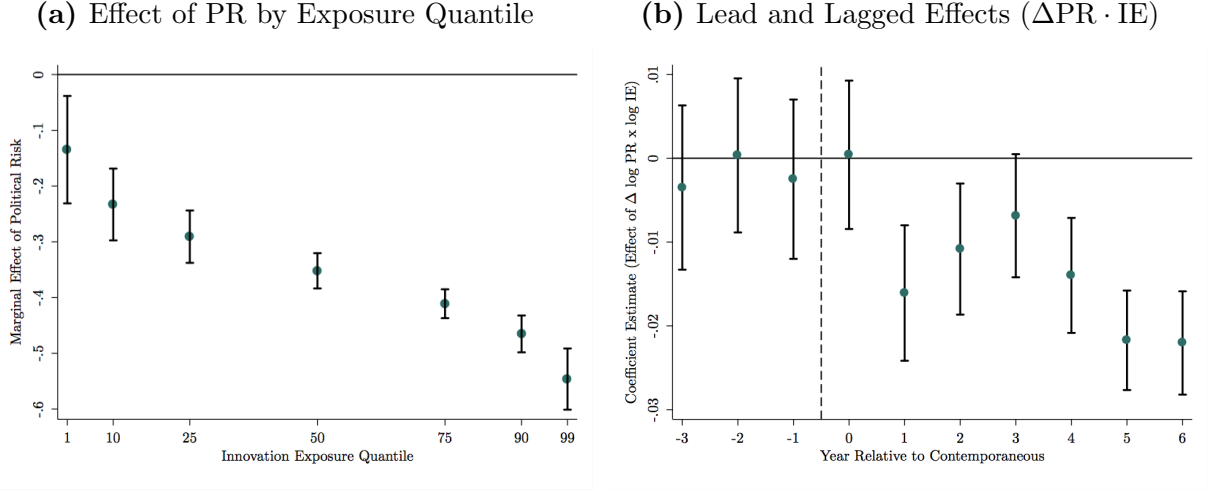 (a) Effect of PR by Exposure Quantile
Marginal Effect of Political Risk
0
-.1
-.2
-.3
-.4
-.5
-.6
1 10 25 50 75 90 99
Innovation Exposure Quantile
(b) Lead and Lagged Effects (ΔPR · IE)
Coefficient Estimate (Effect of Δ log PR x log IE)
.01
0
-.01
-.02
-.03
-3 -2 -1 0 1 2 3 4 5 6
Year Relative to Contemporaneous